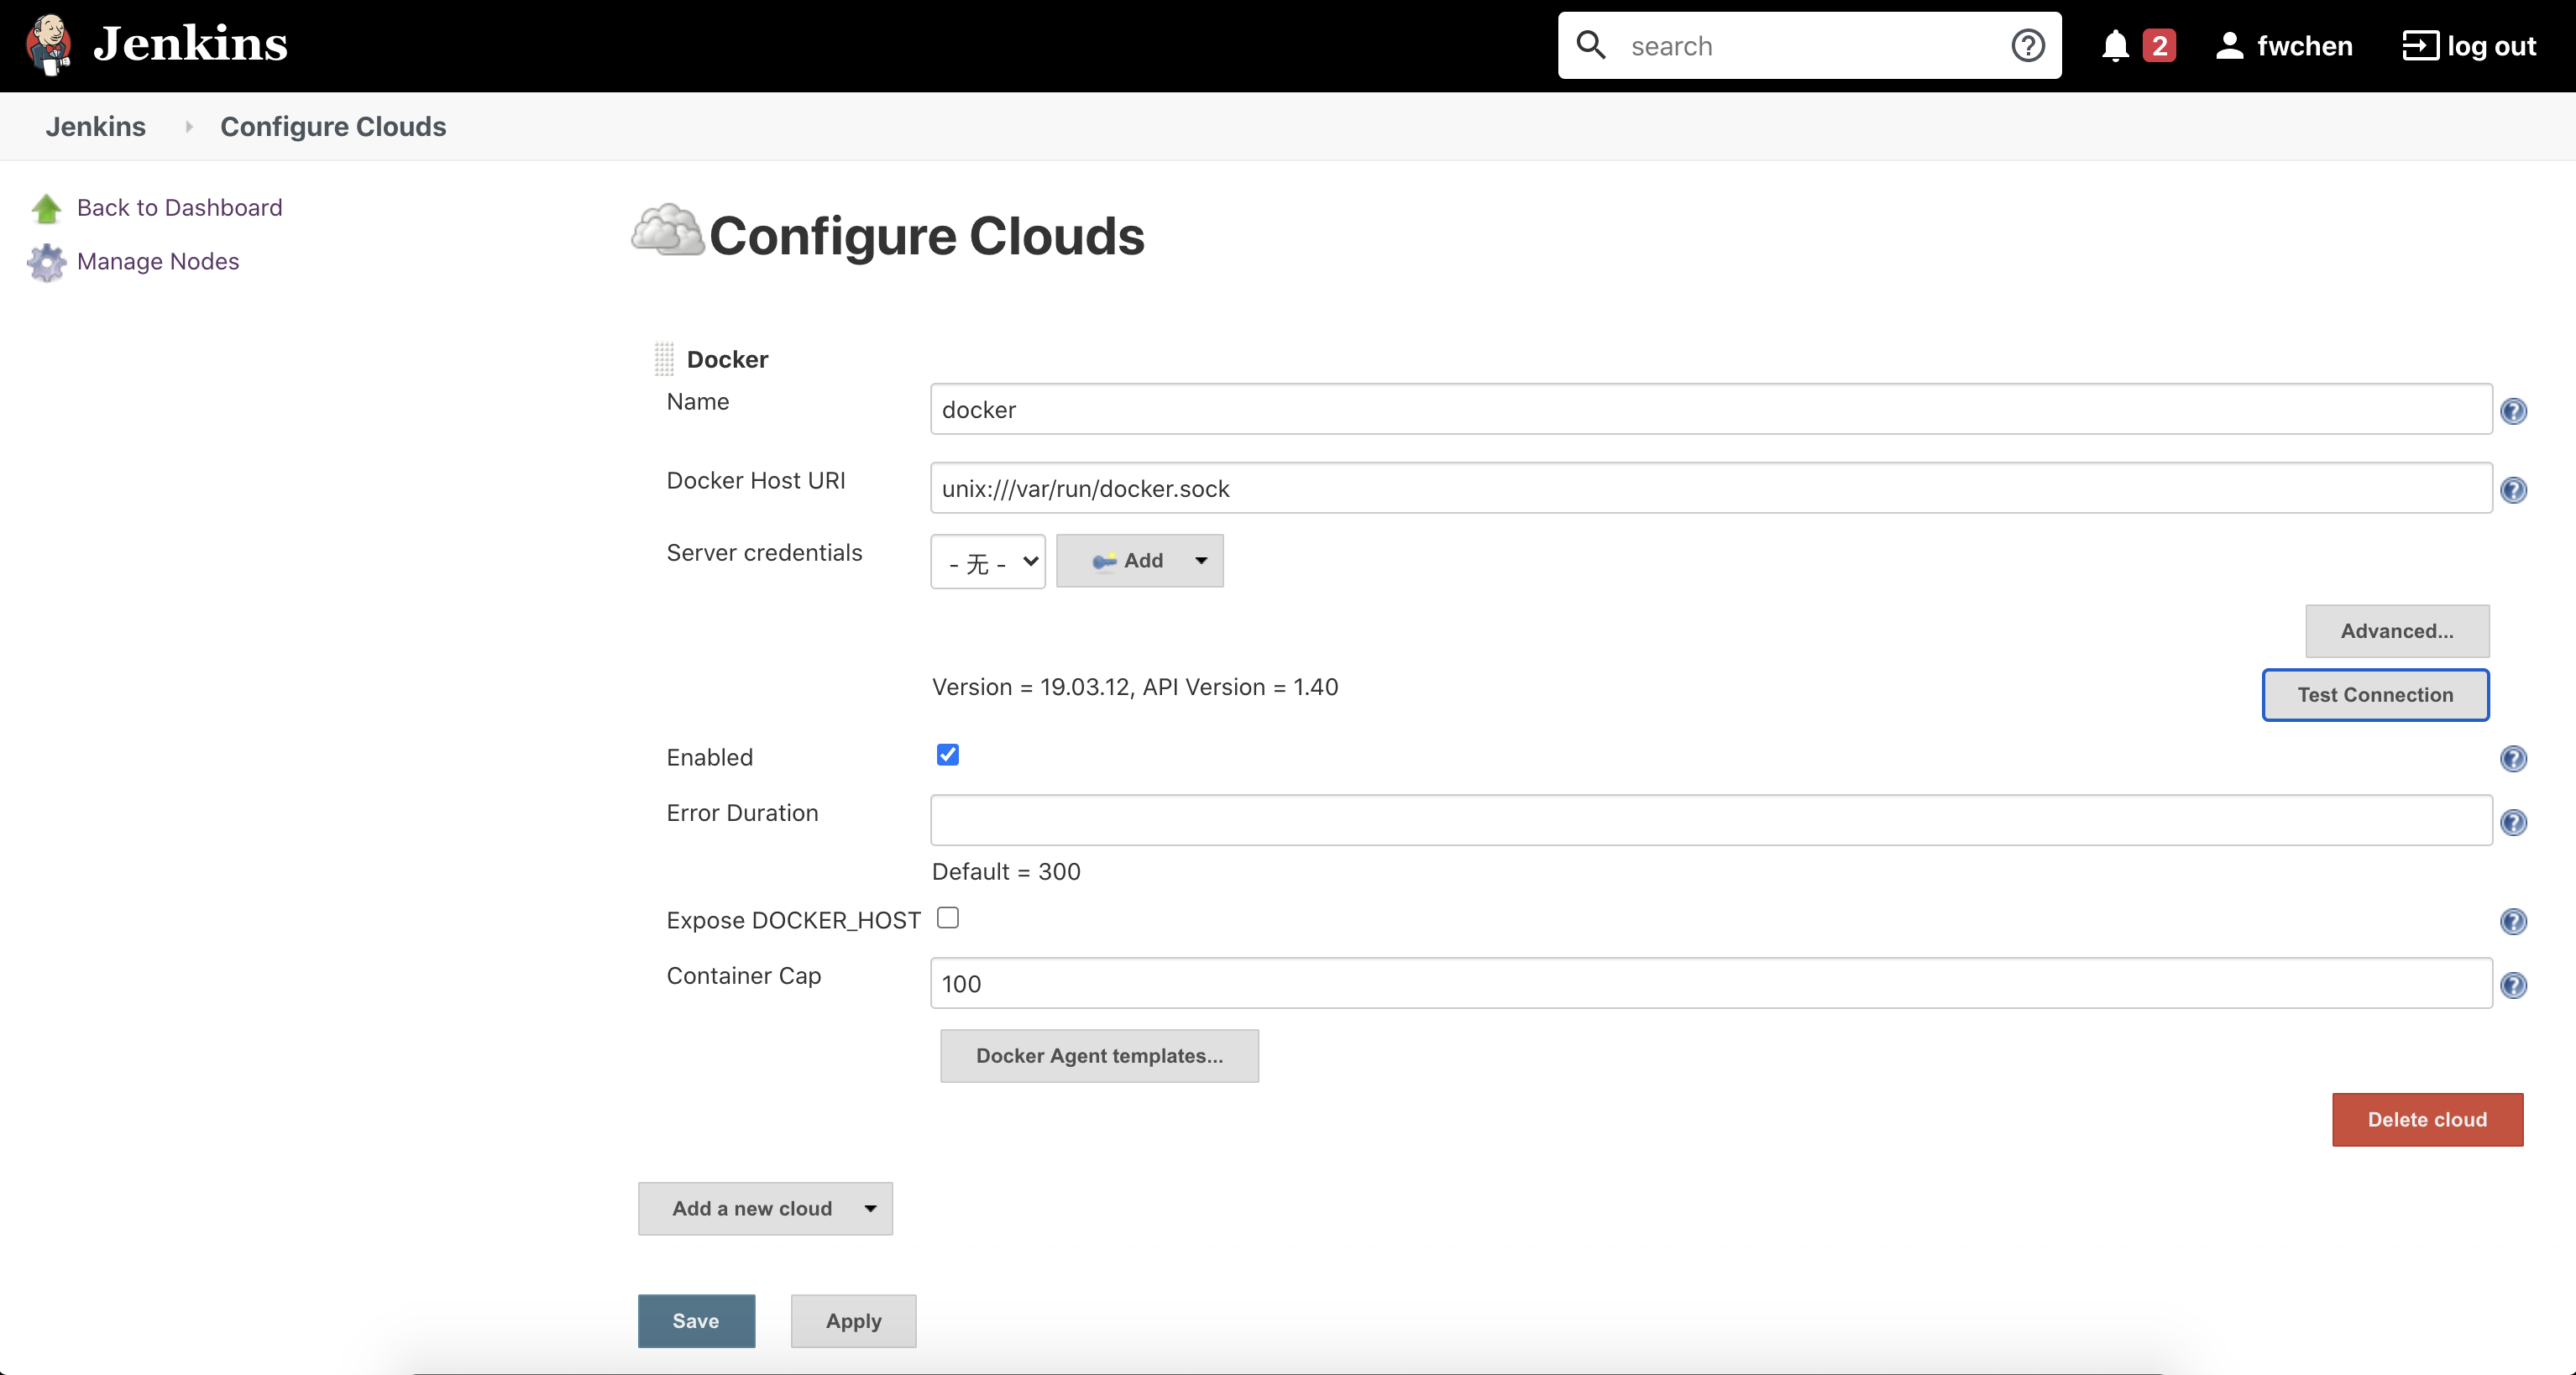 Jenkins
search
2
fwchen
log out
Jenkins
Configure Clouds
Back to Dashboard
Manage Nodes
Configure Clouds
Docker
Name
docker
Docker Host URI
unix:///var/run/docker.sock
Server credentials
- 无 -
Add
Advanced...
Version = 19.03.12, API Version = 1.40
Test Connection
Enabled
Error Duration
Default = 300
Expose DOCKER_HOST
Container Cap
100
Docker Agent templates...
Delete cloud
Add a new cloud
Save
Apply